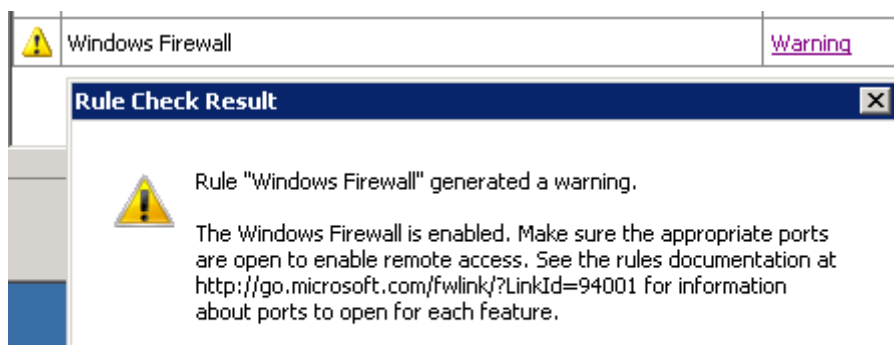 Windows Firewall Warning
Rule Check Result
Rule "Windows Firewall" generated a warning.
The Windows Firewall is enabled. Make sure the appropriate ports
are open to enable remote access. See the rules documentation at
http://go.microsoft.com/fwlink/?LinkId=94001 for information
about ports to open for each feature.